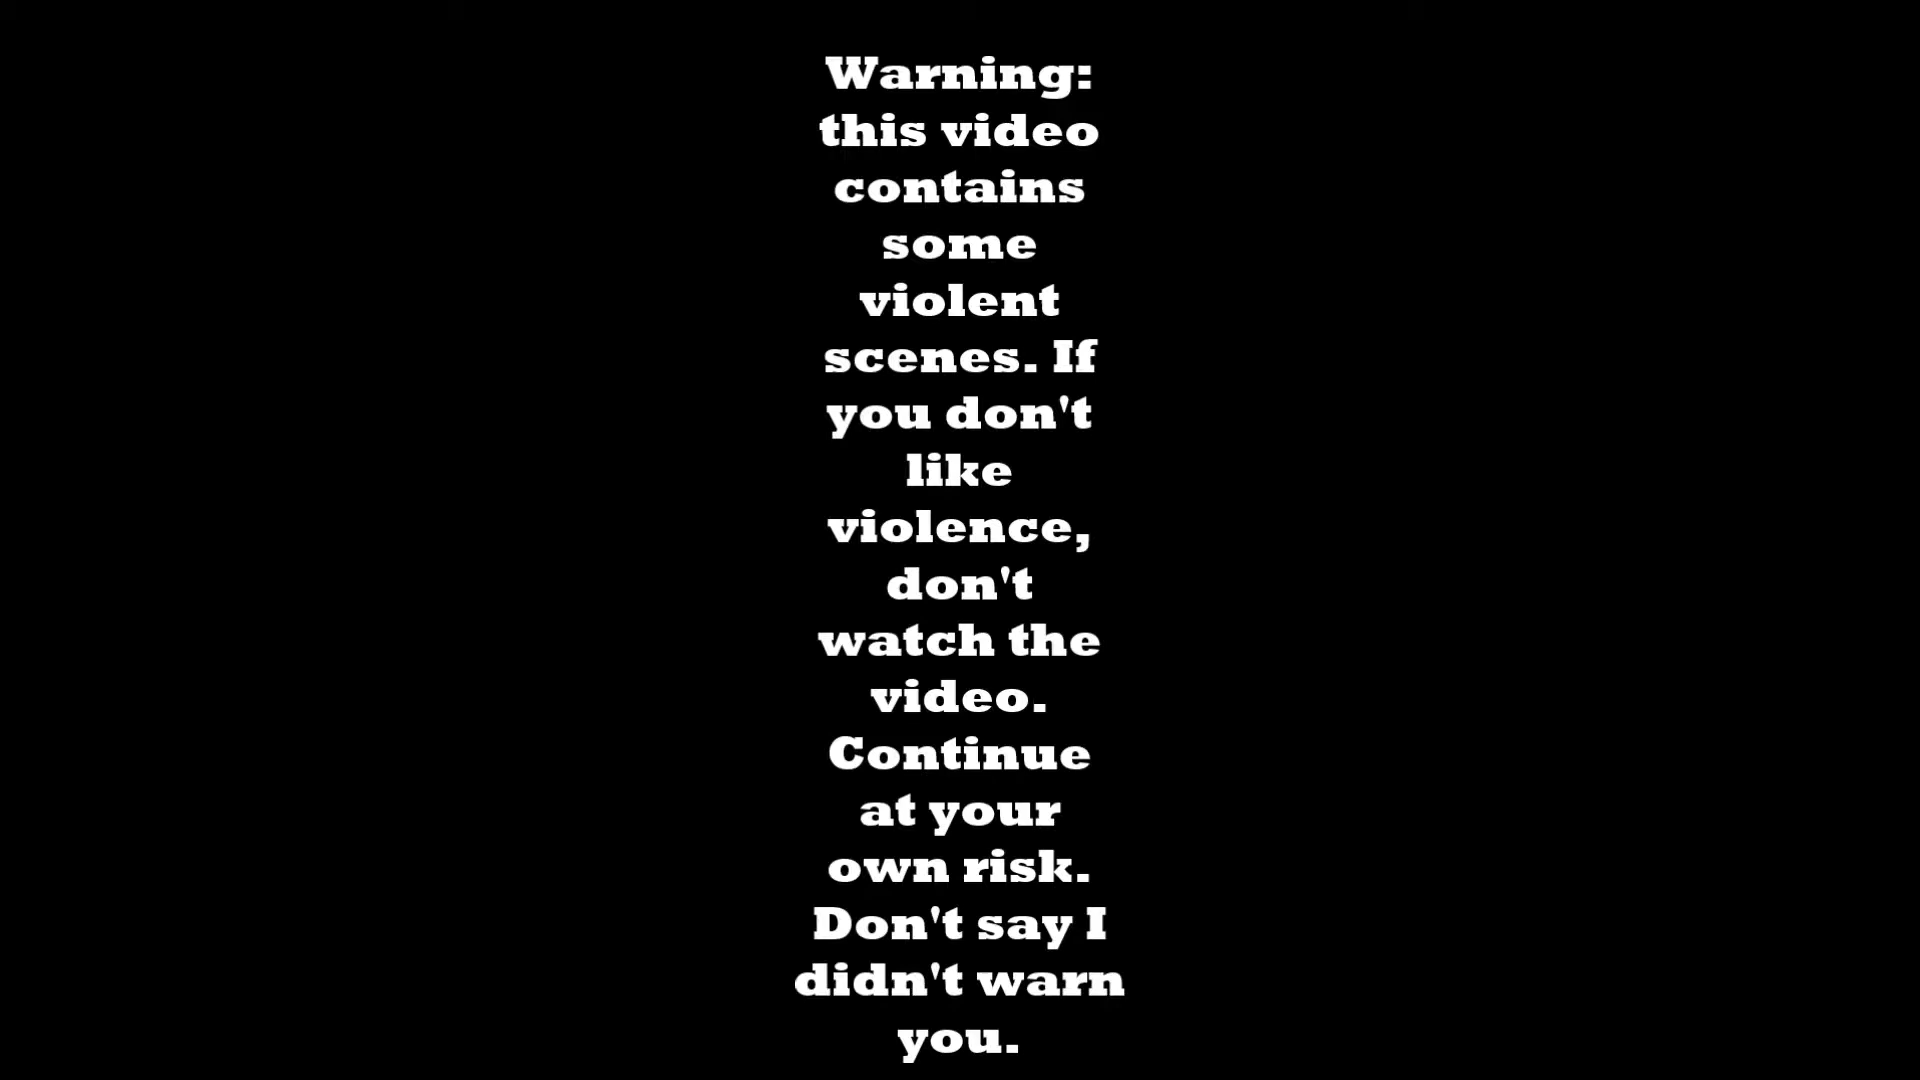 Warning:
this video
contains
some
violent
scenes. If
you don't
like
violence,
don't
watch the
video.
Continue
at your
own risk.
Don't say I
didn't warn
you.